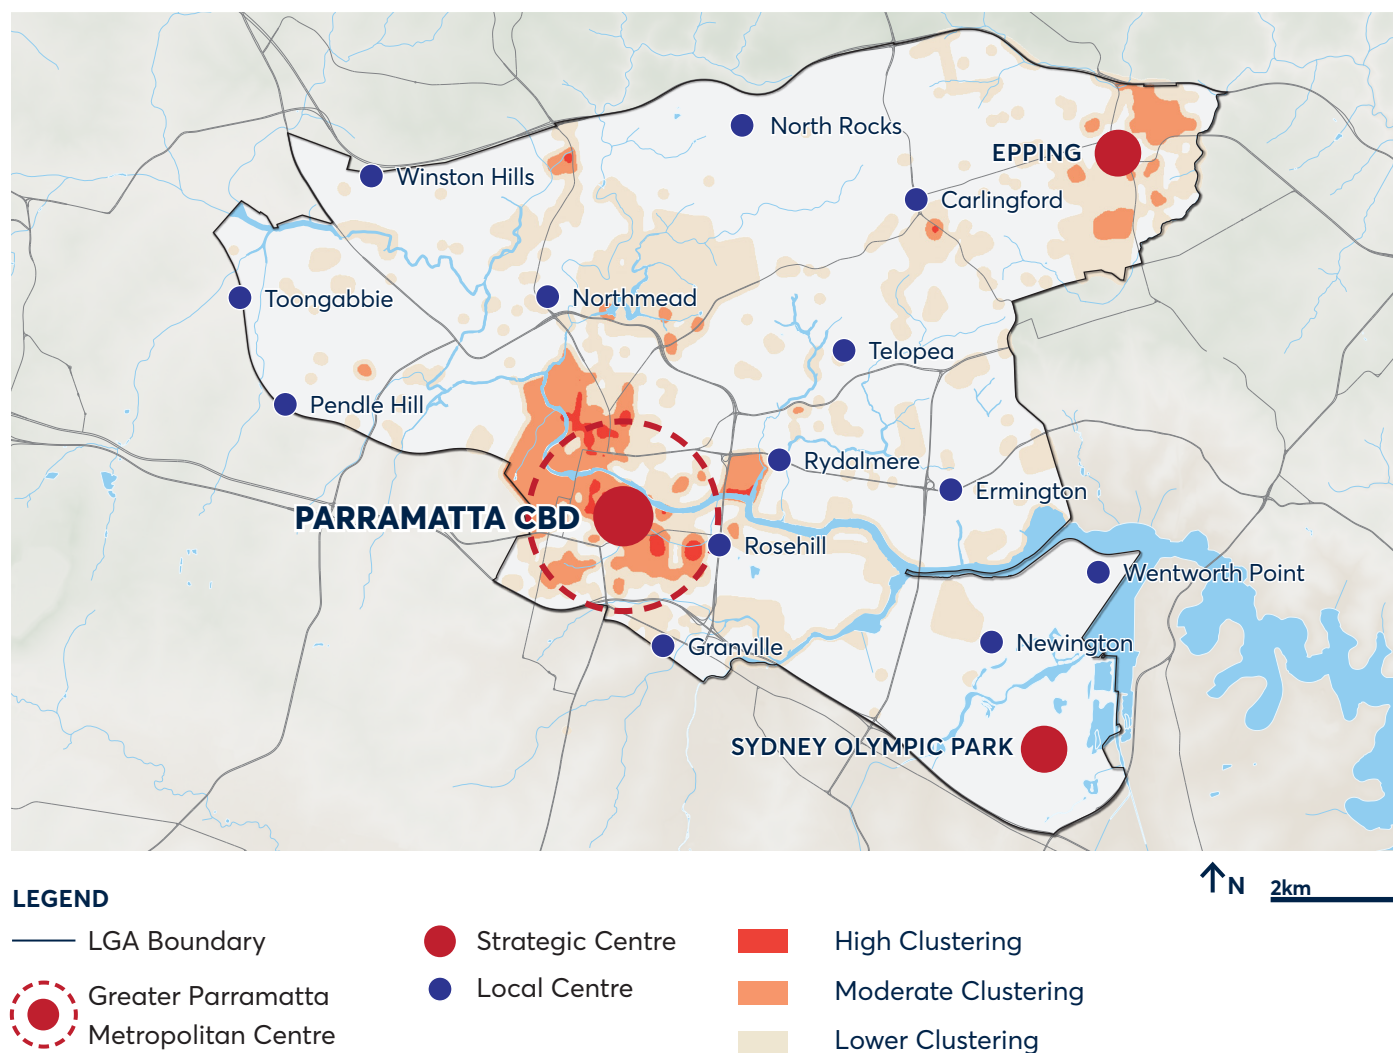 North Rocks
EPPING
Winston Hills
Carlingford
Toongabbie
Northmead
Telopea
Pendle Hill
Rydalmere
Ermington
PARRAMATTA CBD
Rosehill
Wentworth Point
Newington
Granville
SYDNEY OLYMPIC PARK
N
2km
LEGEND
LGA Boundary
Greater Parramatta
Metropolitan Centre
Strategic Centre
Local Centre
High Clustering
Moderate Clustering
Lower Clustering